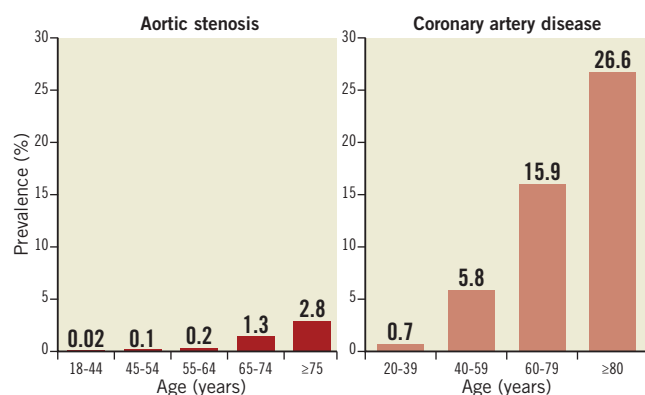 Aortic stenosis
Prevalence (%)
30
25
20
15
10
5
0
0.02 0.1 0.2 1.3 2.8
18-44 45-54 55-64 65-74 ≥75
Age (years)
Coronary artery disease
30
25
20
15
10
5
0
0.7 5.8 15.9 26.6
20-39 40-59 60-79 ≥80
Age (years)